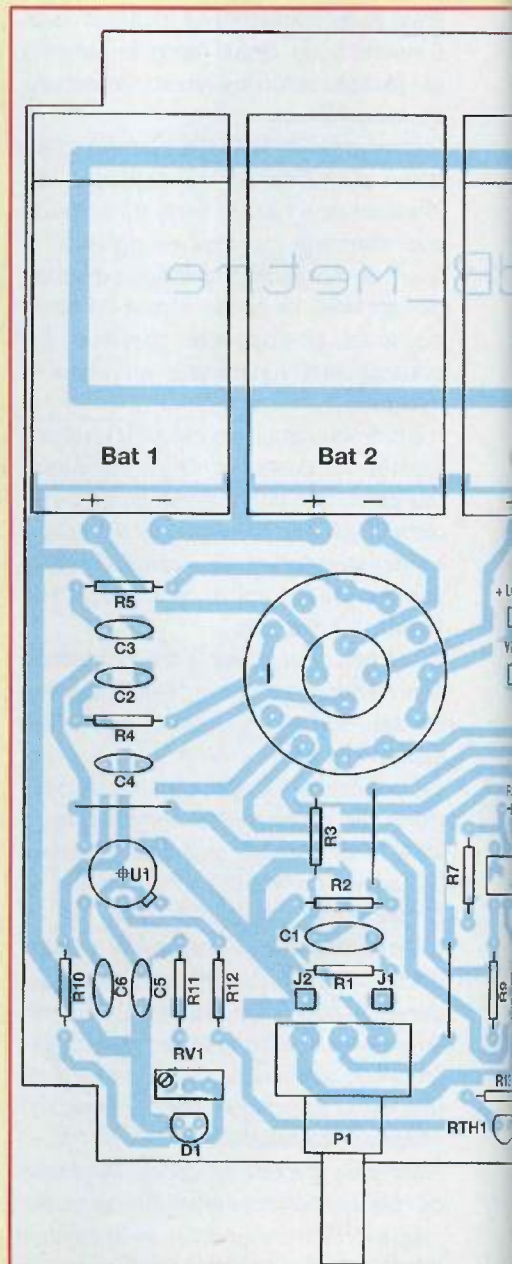 B_metre
Bat 1
Bat 2
+ -
+ -
R5
C3
C2
R4
C4
R3
R7
U1
R2
C1
R1
J2
J1
R10
C6
C5
R11
R12
R9
RV1
D1
P1
RTH1